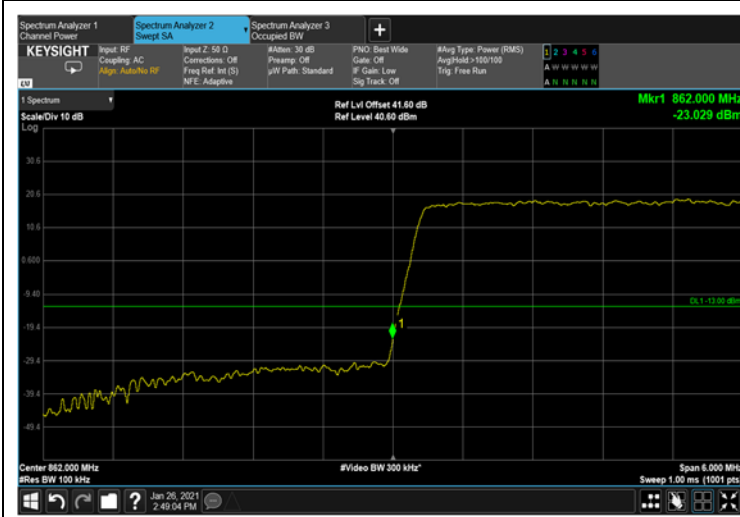 Spectrum Analyzer 1
Channel Power
Spectrum Analyzer 2
Swept SA
Spectrum Analyzer 3
Occupied BW
+
KEYSIGHT
Input: RF
Coupling: AC
Align: Auto/No RF
Input Z: 50 Ω
Corrections: Off
Freq Ref: Int (S)
NFE: Adaptive
#Atten: 30 dB
Preamp: Off
µW Path: Standard
PNO: Best Wide
Gate: Off
IF Gain: Low
Sig Track: Off
#Avg Type: Power (RMS)
Avg|Hold:>100/100
Trig: Free Run
1 2 3 4 5 6
A W W W W W
A N N N N N
1 Spectrum
Scale/Div 10 dB
Log
Ref Lvl Offset 41.60 dB
Ref Level 40.60 dBm
Mkr1 862.000 MHz
-23.029 dBm
30.6
20.6
10.6
0.600
-9.40
DL1 -13.00 dBm
-19.4
1
-29.4
-39.4
-49.4
Center 862.000 MHz
#Res BW 100 kHz
#Video BW 300 kHz*
Span 6.000 MHz
Sweep 1.00 ms (1001 pts)
?
Jan 26, 2021
2:49:04 PM